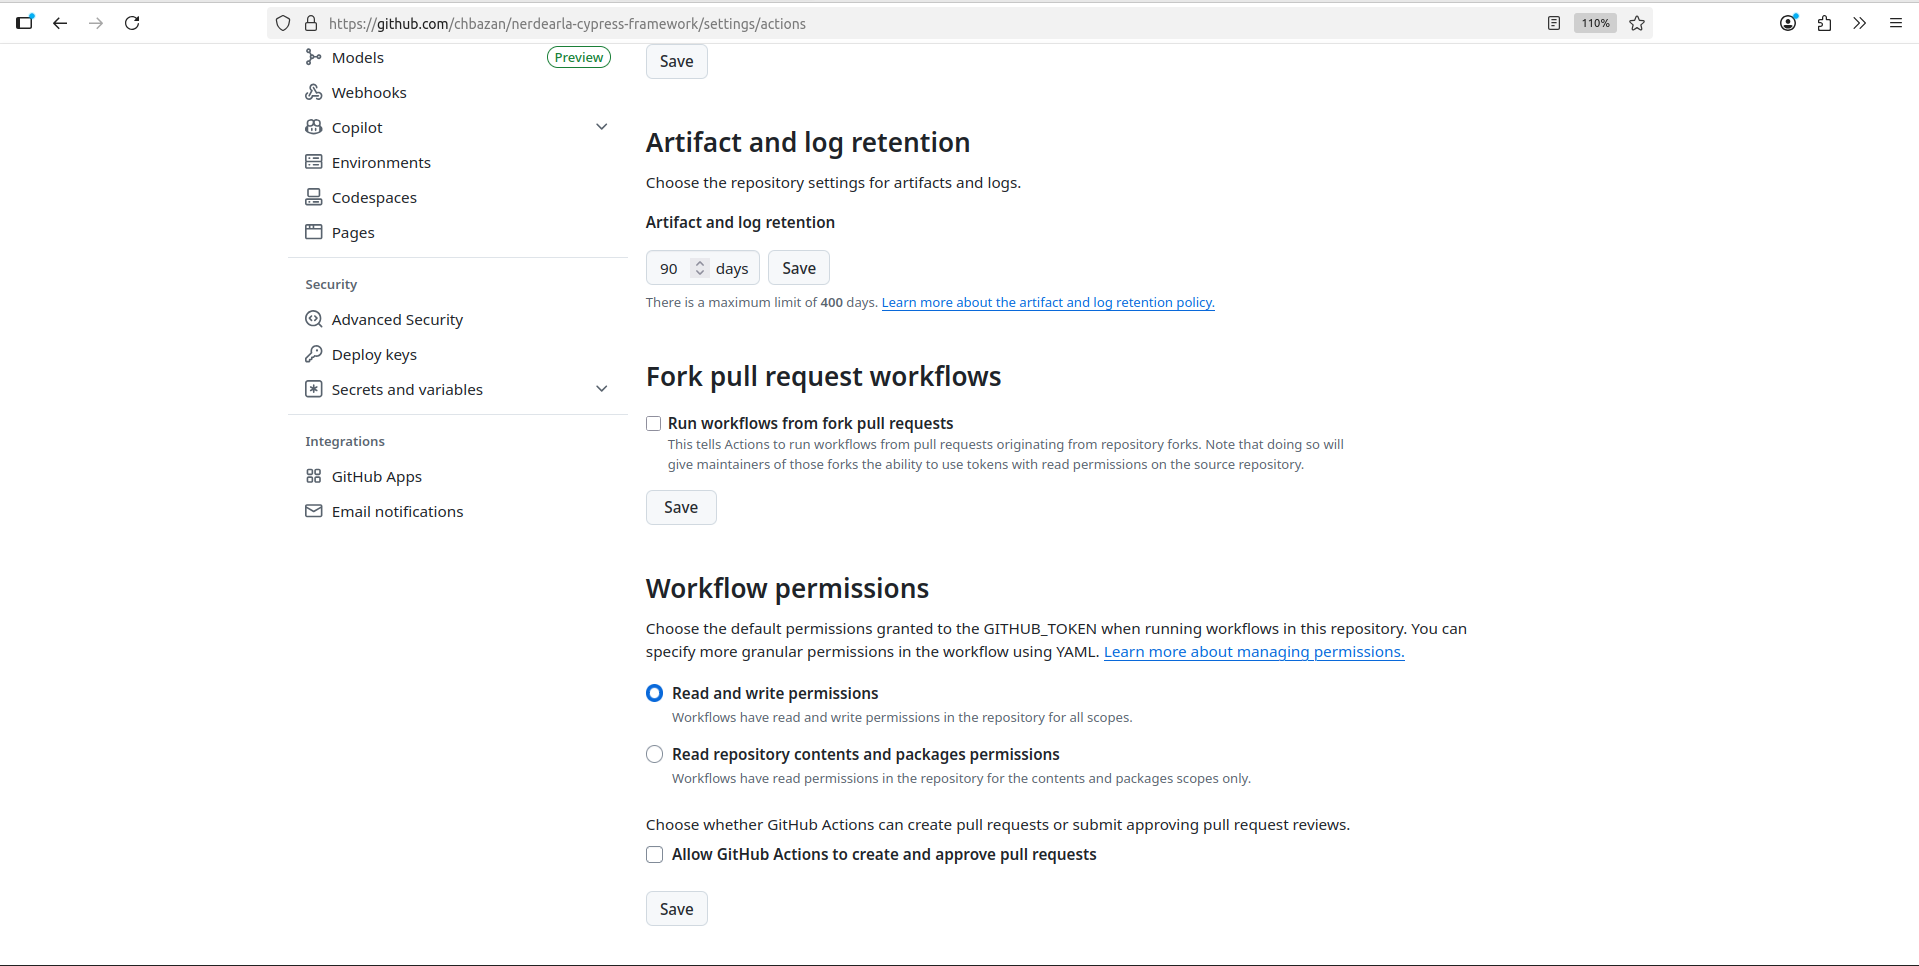 https://github.com/chbazan/nerdearla-cypress-framework/settings/actions
110%
Models
Preview
Webhooks
Copilot
Environments
Codespaces
Pages
Security
Advanced Security
Deploy keys
Secrets and variables
Integrations
GitHub Apps
Email notifications
Save
Artifact and log retention
Choose the repository settings for artifacts and logs.
Artifact and log retention
90 days Save
There is a maximum limit of 400 days. Learn more about the artifact and log retention policy.
Fork pull request workflows
Run workflows from fork pull requests
This tells Actions to run workflows from pull requests originating from repository forks. Note that doing so will
give maintainers of those forks the ability to use tokens with read permissions on the source repository.
Save
Workflow permissions
Choose the default permissions granted to the GITHUB_TOKEN when running workflows in this repository. You can
specify more granular permissions in the workflow using YAML. Learn more about managing permissions.
Read and write permissions
Workflows have read and write permissions in the repository for all scopes.
Read repository contents and packages permissions
Workflows have read permissions in the repository for the contents and packages scopes only.
Choose whether GitHub Actions can create pull requests or submit approving pull request reviews.
Allow GitHub Actions to create and approve pull requests
Save